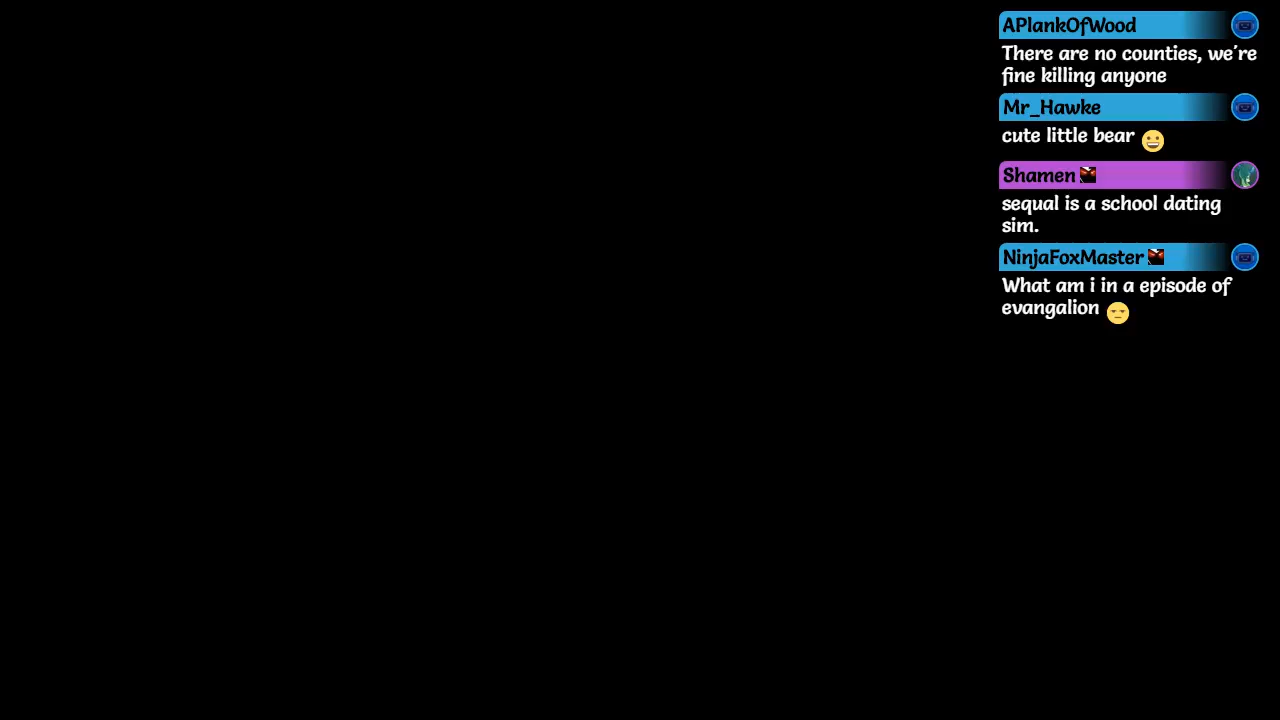 APlankOfWood
There are no counties, we're
fine killing anyone
Mr_Hawke
cute little bear 😀
Shamen
sequal is a school dating
sim.
NinjaFoxMaster
What am i in a episode of
evangalion 😑